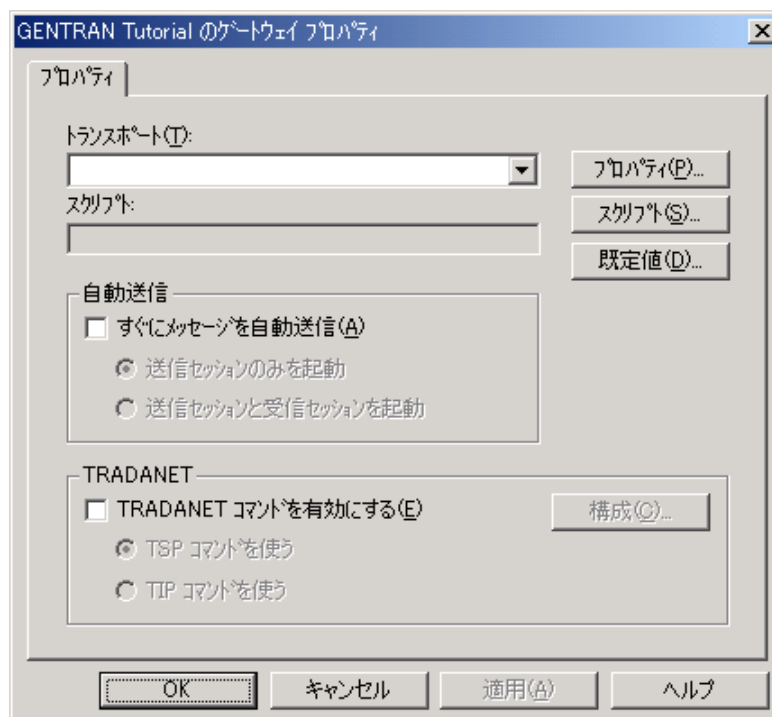 GENTRAN Tutorial のゲートウェイ プロパティ
プロパティ
トランスポート(T):
プロパティ(P)...
スクリプト:
スクリプト(S)...
既定値(D)...
自動送信
すぐにメッセージを自動送信(A)
送信セッションのみを起動
送信セッションと受信セッションを起動
TRADANET
TRADANET コマンドを有効にする(E)
構成(C)...
TSP コマンドを使う
TIP コマンドを使う
OK
キャンセル
適用(A)
ヘルプ